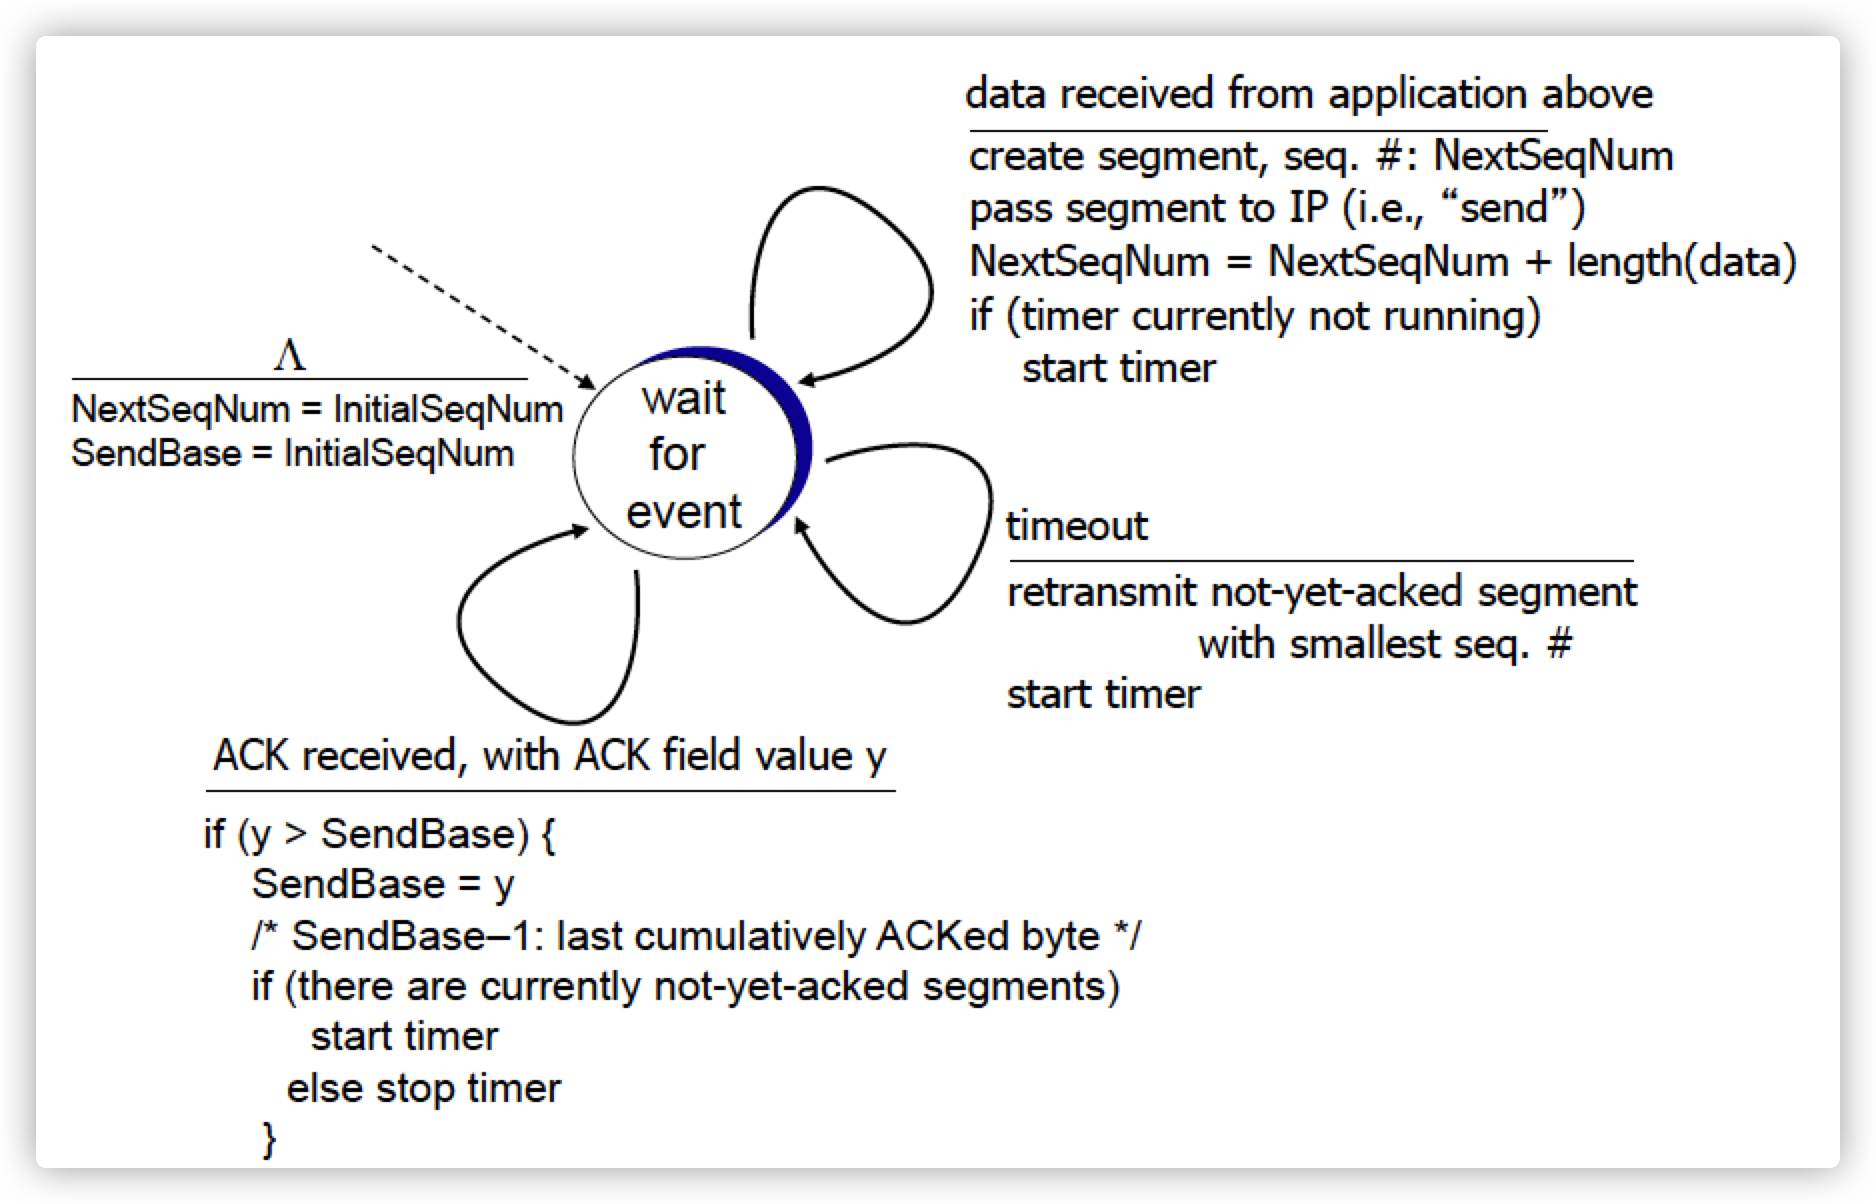 data received from application above
create segment, seq. #: NextSeqNum
pass segment to IP (i.e., “send”)
NextSeqNum = NextSeqNum + length(data)
if (timer currently not running)
start timer
Λ
NextSeqNum = InitialSeqNum
SendBase = InitialSeqNum
wait
for
event
timeout
retransmit not-yet-acked segment
with smallest seq. #
start timer
ACK received, with ACK field value y
if (y > SendBase) {
SendBase = y
/* SendBase–1: last cumulatively ACKed byte */
if (there are currently not-yet-acked segments)
start timer
else stop timer
}